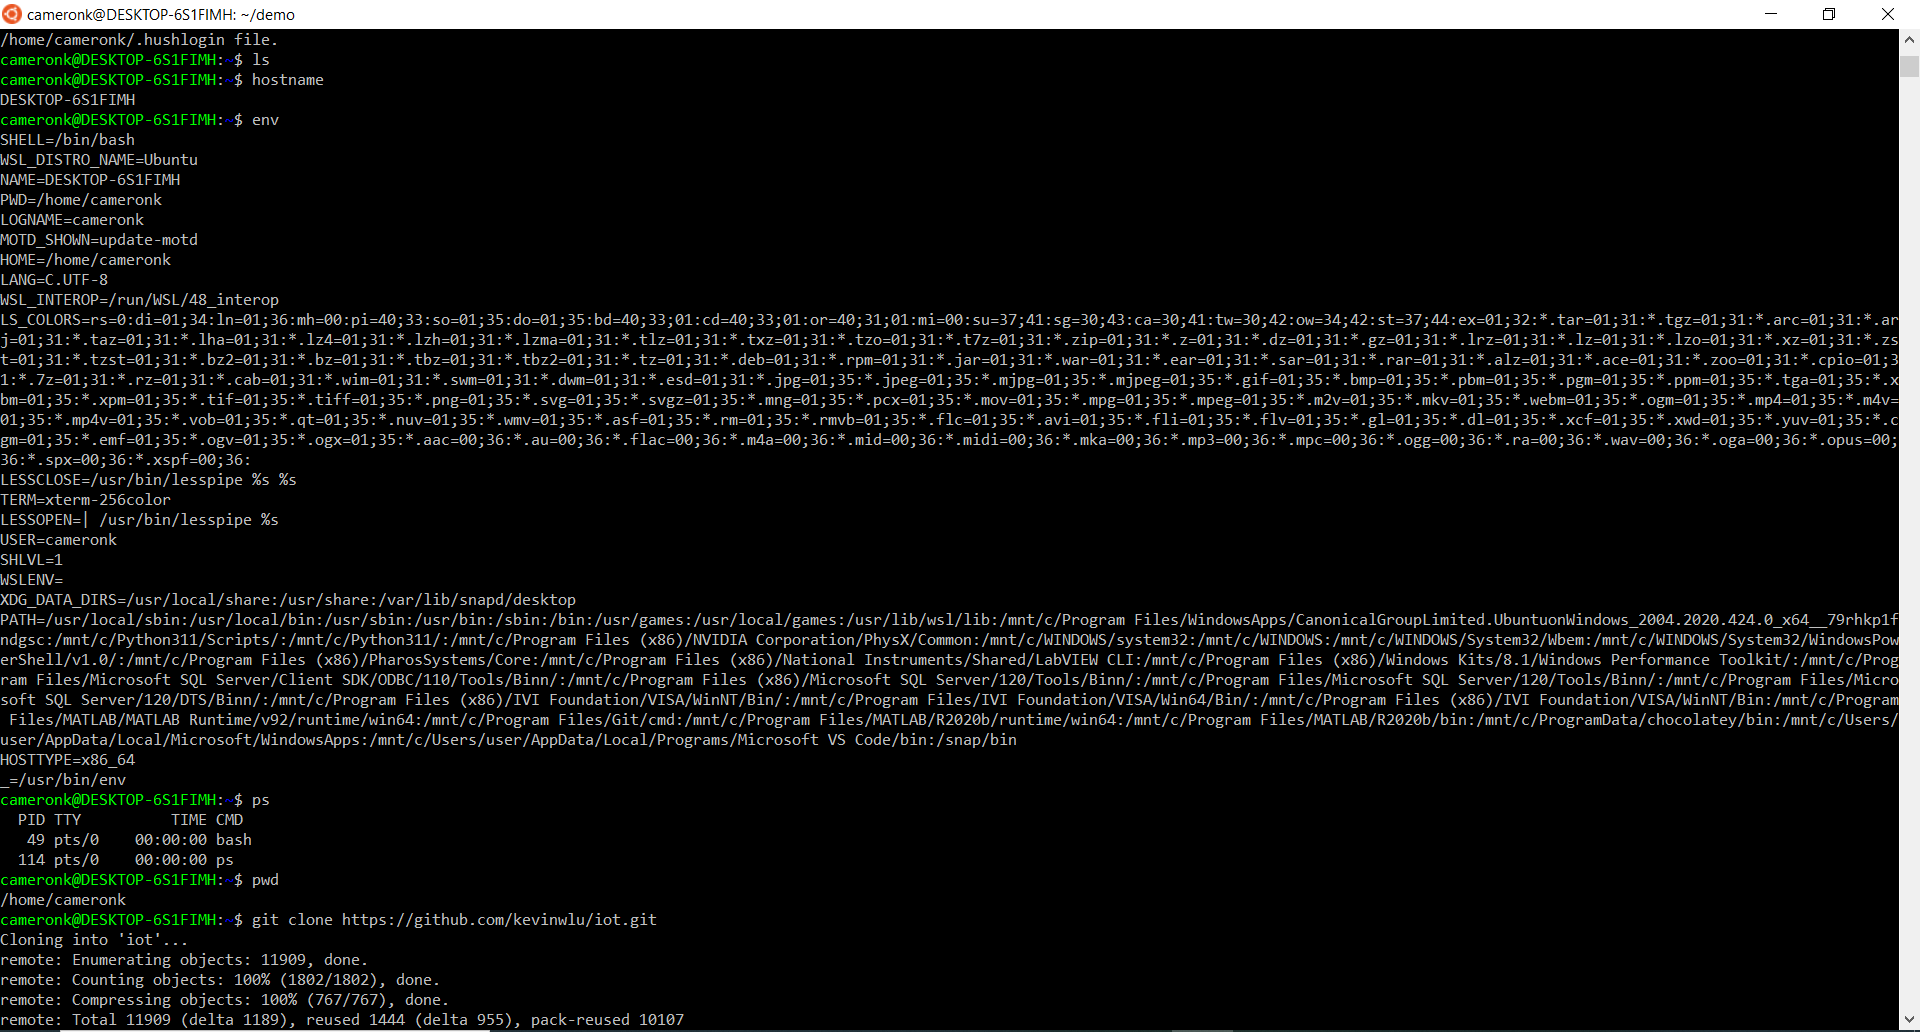 cameronk@DESKTOP-6S1FIMH: ~/demo
/home/cameronk/.hushlogin file.
cameronk@DESKTOP-6S1FIMH:~$ ls
cameronk@DESKTOP-6S1FIMH:~$ hostname
DESKTOP-6S1FIMH
cameronk@DESKTOP-6S1FIMH:~$ env
SHELL=/bin/bash
WSL_DISTRO_NAME=Ubuntu
NAME=DESKTOP-6S1FIMH
PWD=/home/cameronk
LOGNAME=cameronk
MOTD_SHOWN=update-motd
HOME=/home/cameronk
LANG=C.UTF-8
WSL_INTEROP=/run/WSL/48_interop
LS_COLORS=rs=0:di=01;34:ln=01;36:mh=00:pi=40;33:so=01;35:do=01;35:bd=40;33;01:cd=40;33;01:or=40;31;01:mi=00:su=37;41:sg=30;43:ca=30;41:tw=30;42:ow=34;42:st=37;44:ex=01;32:*.tar=01;31:*.tgz=01;31:*.arc=01;31:*.ar
j=01;31:*.taz=01;31:*.lha=01;31:*.lz4=01;31:*.lzh=01;31:*.lzma=01;31:*.tlz=01;31:*.txz=01;31:*.tzo=01;31:*.t7z=01;31:*.zip=01;31:*.z=01;31:*.dz=01;31:*.gz=01;31:*.lrz=01;31:*.lz=01;31:*.lzo=01;31:*.xz=01;31:*.zs
t=01;31:*.tzst=01;31:*.bz2=01;31:*.bz=01;31:*.tbz=01;31:*.tbz2=01;31:*.tz=01;31:*.deb=01;31:*.rpm=01;31:*.jar=01;31:*.war=01;31:*.ear=01;31:*.sar=01;31:*.rar=01;31:*.alz=01;31:*.ace=01;31:*.zoo=01;31:*.cpio=01;3
1:*.7z=01;31:*.rz=01;31:*.cab=01;31:*.wim=01;31:*.swm=01;31:*.dwm=01;31:*.esd=01;31:*.jpg=01;35:*.jpeg=01;35:*.mjpg=01;35:*.mjpeg=01;35:*.gif=01;35:*.bmp=01;35:*.pbm=01;35:*.pgm=01;35:*.ppm=01;35:*.tga=01;35:*.x
bm=01;35:*.xpm=01;35:*.tif=01;35:*.tiff=01;35:*.png=01;35:*.svg=01;35:*.svgz=01;35:*.mng=01;35:*.pcx=01;35:*.mov=01;35:*.mpg=01;35:*.mpeg=01;35:*.m2v=01;35:*.mkv=01;35:*.webm=01;35:*.ogm=01;35:*.mp4=01;35:*.m4v=
01;35:*.mp4v=01;35:*.vob=01;35:*.qt=01;35:*.nuv=01;35:*.wmv=01;35:*.asf=01;35:*.rm=01;35:*.rmvb=01;35:*.flc=01;35:*.avi=01;35:*.fli=01;35:*.flv=01;35:*.gl=01;35:*.dl=01;35:*.xcf=01;35:*.xwd=01;35:*.yuv=01;35:*.c
gm=01;35:*.emf=01;35:*.ogv=01;35:*.ogx=01;35:*.aac=00;36:*.au=00;36:*.flac=00;36:*.m4a=00;36:*.mid=00;36:*.midi=00;36:*.mka=00;36:*.mp3=00;36:*.mpc=00;36:*.ogg=00;36:*.ra=00;36:*.wav=00;36:*.oga=00;36:*.opus=00;
36:*.spx=00;36:*.xspf=00;36:
LESSCLOSE=/usr/bin/lesspipe %s %s
TERM=xterm-256color
LESSOPEN=| /usr/bin/lesspipe %s
USER=cameronk
SHLVL=1
WSLENV=
XDG_DATA_DIRS=/usr/local/share:/usr/share:/var/lib/snapd/desktop
PATH=/usr/local/sbin:/usr/local/bin:/usr/sbin:/usr/bin:/sbin:/bin:/usr/games:/usr/local/games:/usr/lib/wsl/lib:/mnt/c/Program Files/WindowsApps/CanonicalGroupLimited.UbuntuonWindows_2004.2020.424.0_x64__79rhkp1f
ndgsc:/mnt/c/Python311/Scripts/:/mnt/c/Python311/:/mnt/c/Program Files (x86)/NVIDIA Corporation/PhysX/Common:/mnt/c/WINDOWS/system32:/mnt/c/WINDOWS:/mnt/c/WINDOWS/System32/Wbem:/mnt/c/WINDOWS/System32/WindowsPow
erShell/v1.0/:/mnt/c/Program Files (x86)/PharosSystems/Core:/mnt/c/Program Files (x86)/National Instruments/Shared/LabVIEW CLI:/mnt/c/Program Files (x86)/Windows Kits/8.1/Windows Performance Toolkit/:/mnt/c/Prog
ram Files/Microsoft SQL Server/Client SDK/ODBC/110/Tools/Binn/:/mnt/c/Program Files (x86)/Microsoft SQL Server/120/Tools/Binn/:/mnt/c/Program Files/Microsoft SQL Server/120/Tools/Binn/:/mnt/c/Program Files/Micro
soft SQL Server/120/DTS/Binn/:/mnt/c/Program Files (x86)/IVI Foundation/VISA/WinNT/Bin/:/mnt/c/Program Files/IVI Foundation/VISA/Win64/Bin/:/mnt/c/Program Files (x86)/IVI Foundation/VISA/WinNT/Bin:/mnt/c/Program
 Files/MATLAB/MATLAB Runtime/v92/runtime/win64:/mnt/c/Program Files/Git/cmd:/mnt/c/Program Files/MATLAB/R2020b/runtime/win64:/mnt/c/Program Files/MATLAB/R2020b/bin:/mnt/c/ProgramData/chocolatey/bin:/mnt/c/Users/
user/AppData/Local/Microsoft/WindowsApps:/mnt/c/Users/user/AppData/Local/Programs/Microsoft VS Code/bin:/snap/bin
HOSTTYPE=x86_64
_=/usr/bin/env
cameronk@DESKTOP-6S1FIMH:~$ ps
  PID TTY          TIME CMD
   49 pts/0    00:00:00 bash
  114 pts/0    00:00:00 ps
cameronk@DESKTOP-6S1FIMH:~$ pwd
/home/cameronk
cameronk@DESKTOP-6S1FIMH:~$ git clone https://github.com/kevinwlu/iot.git
Cloning into 'iot'...
remote: Enumerating objects: 11909, done.
remote: Counting objects: 100% (1802/1802), done.
remote: Compressing objects: 100% (767/767), done.
remote: Total 11909 (delta 1189), reused 1444 (delta 955), pack-reused 10107